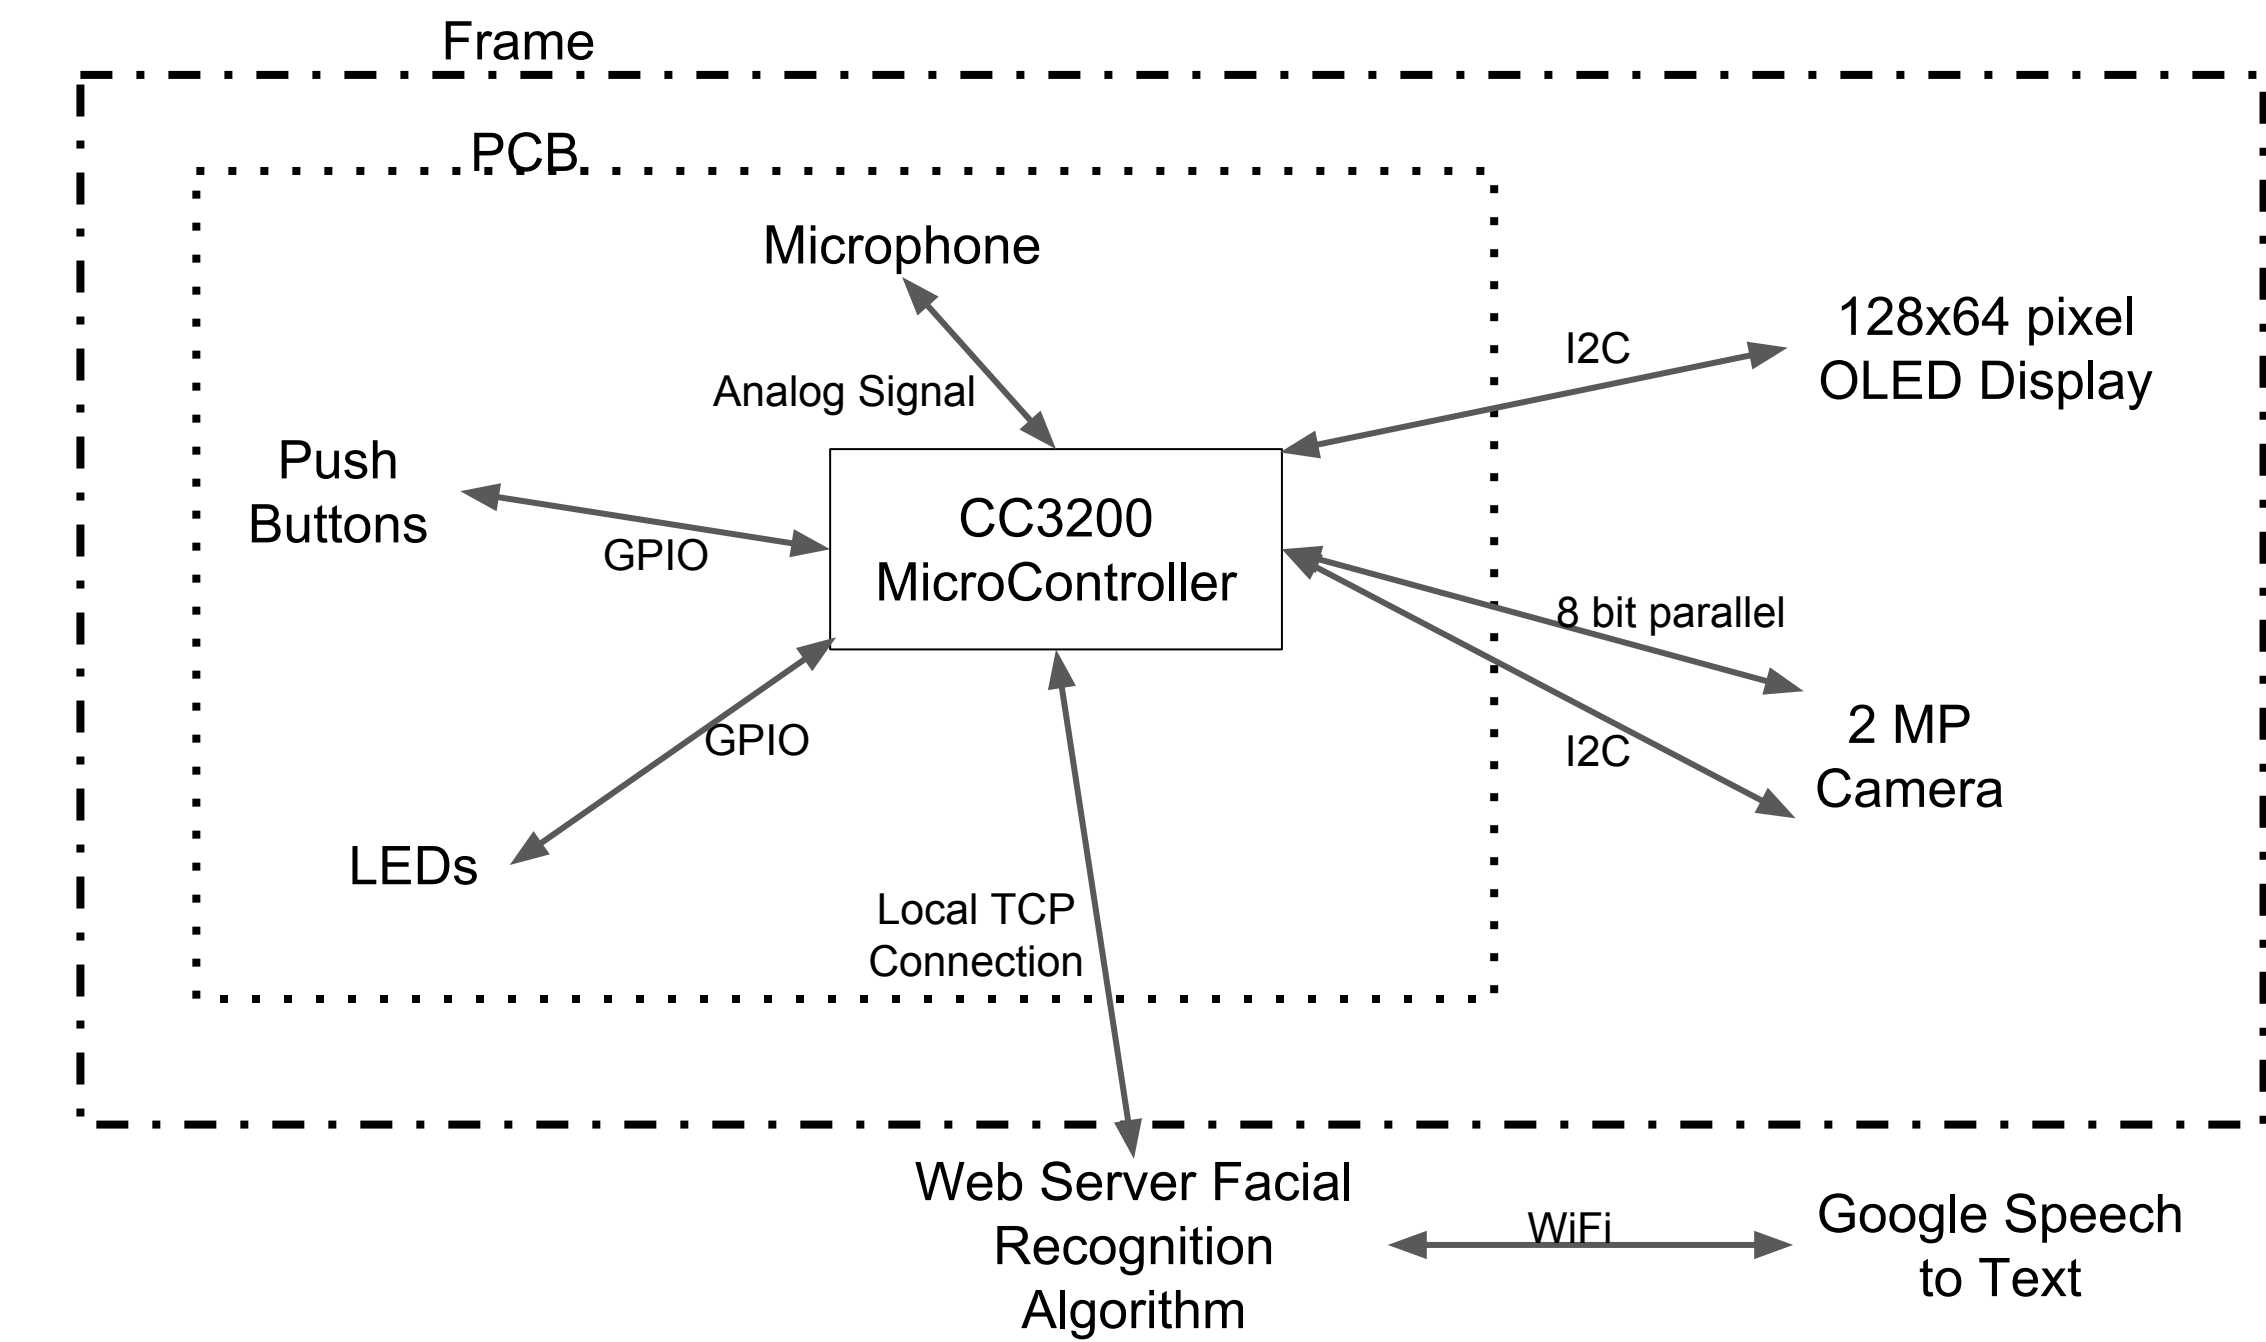 Frame
PCB
Microphone
128x64 pixel
OLED Display
I2C
Analog Signal
Push
Buttons
GPIO
CC3200
MicroController
8 bit parallel
2 MP
Camera
I2C
GPIO
LEDs
Local TCP
Connection
Web Server Facial
Recognition
Algorithm
WiFi
Google Speech
to Text